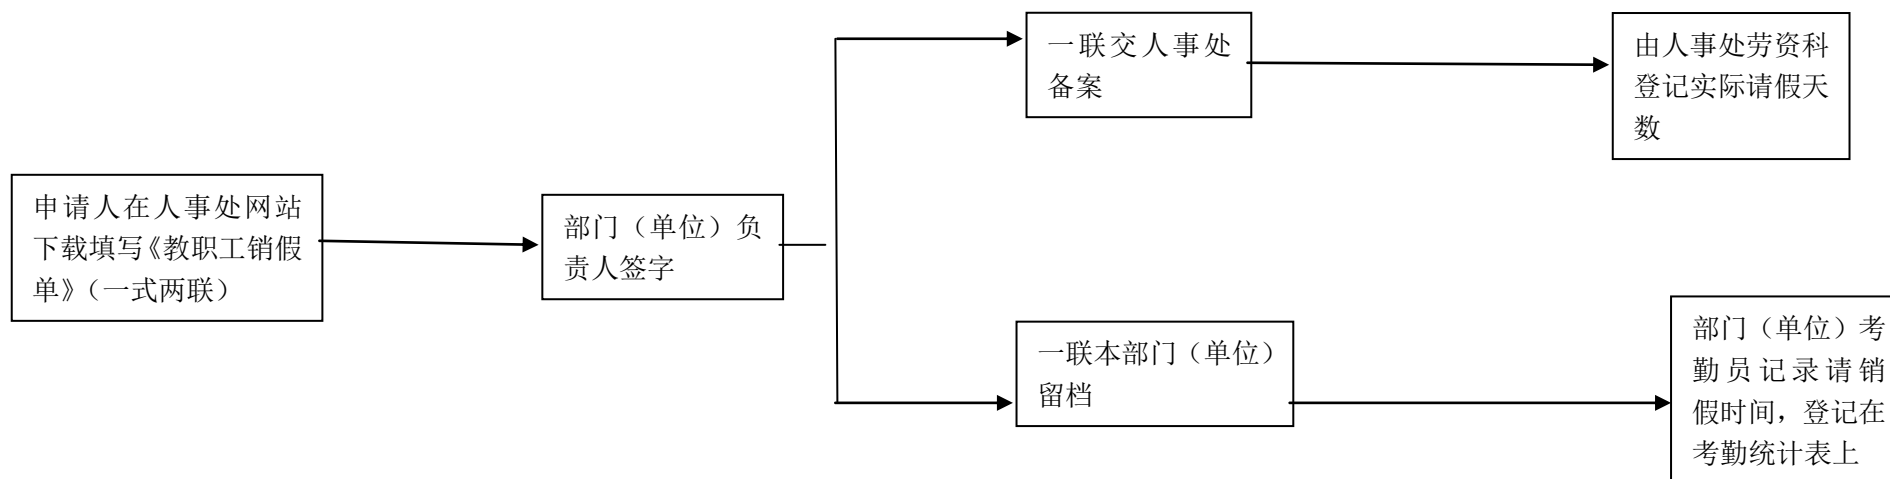 申请人在人事处网站
下载填写《教职工销假
单》（一式两联）
部门（单位）负
责人签字
一联交人事处
备案
由人事处劳资科
登记实际请假天
数
一联本部门（单位）
留档
部门（单位）考
勤员记录请销
假时间，登记在
考勤统计表上